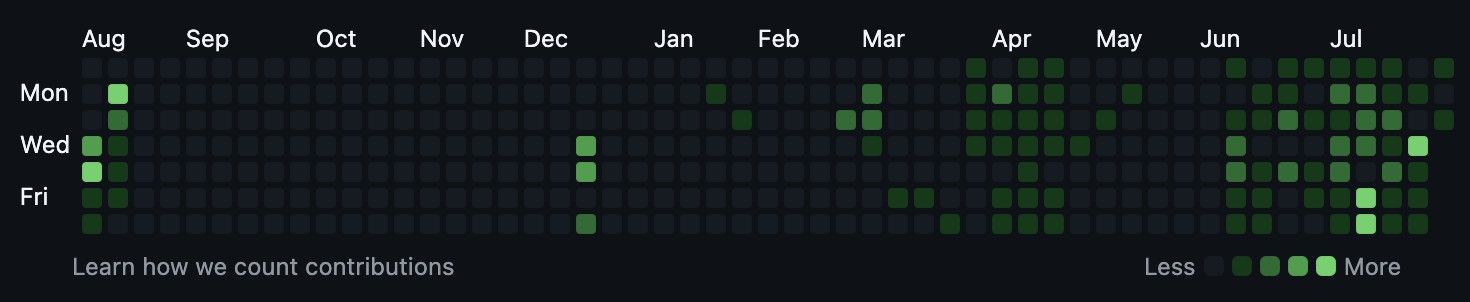 Aug Sep Oct Nov Dec Jan Feb Mar Apr May Jun Jul
Mon
Wed
Fri
Learn how we count contributions Less More